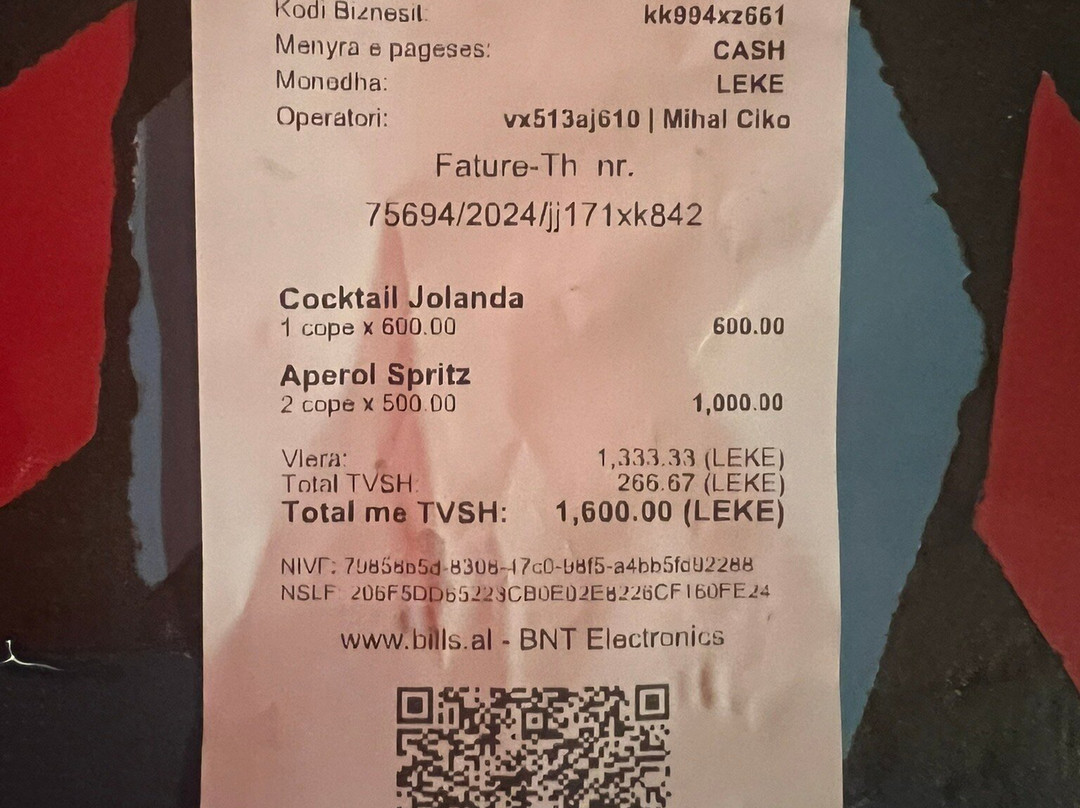 Kodi Biznesit:
kk994xz661
Menyra e pageses: CASH
Monedha: LEKE
Operatori: vx513aj610 | Mihal Ciko
Fature-Th nr.
75694/2024/jj171xk842
Cocktail Jolanda
1 cope x 600.00 600.00
Aperol Spritz
2 cope x 500.00 1,000.00
Vlera: 1,333.33 (LEKE)
Total TVSH: 266.67 (LEKE)
Total me TVSH: 1,600.00 (LEKE)
NIVF:
NSLF
www.bills.al - BNT Electronics